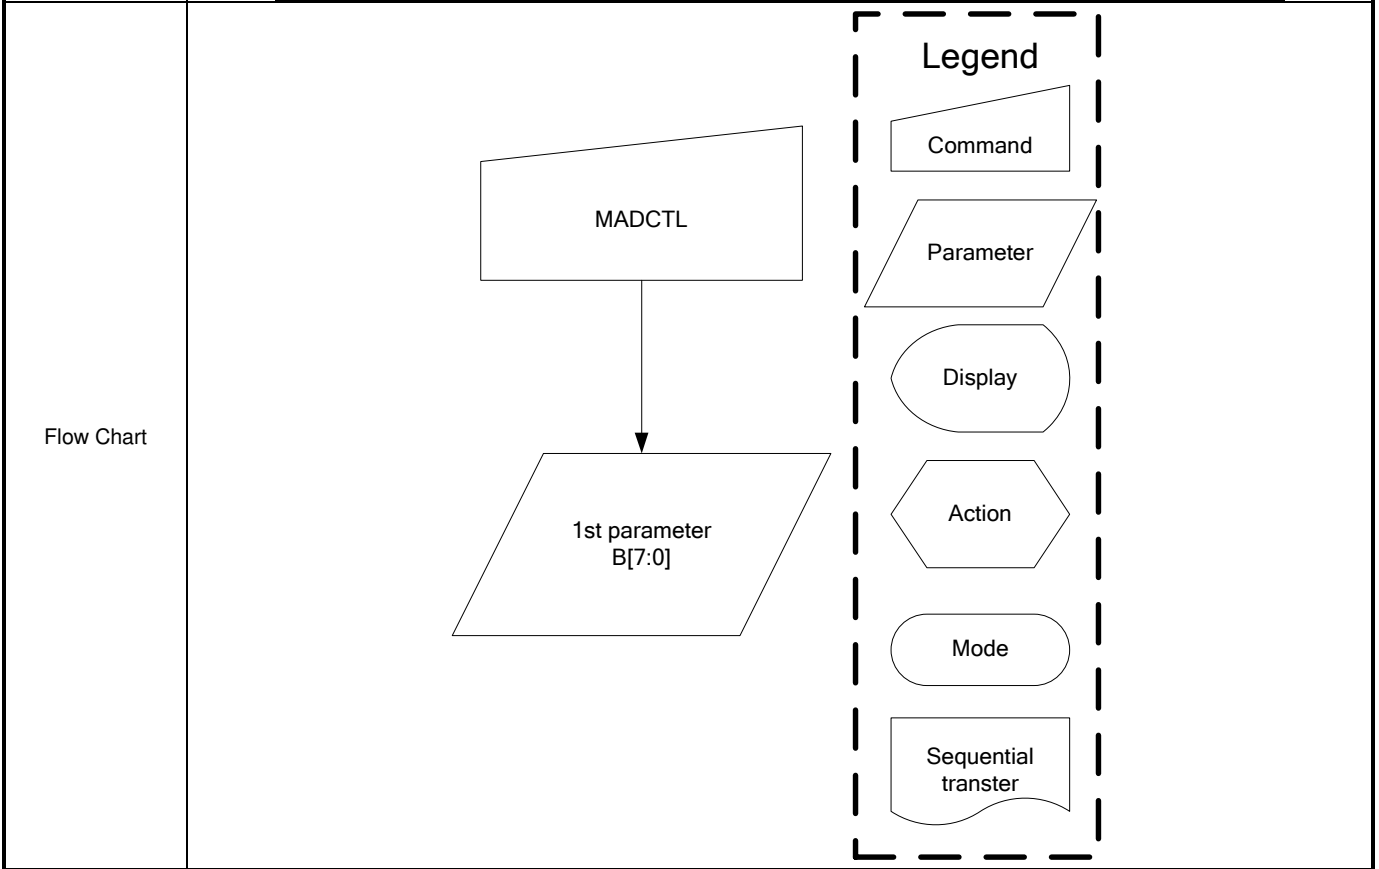 Flow Chart
MADCTL
1st parameter
B[7:0]
Legend
Command
Parameter
Display
Action
Mode
Sequential
transter